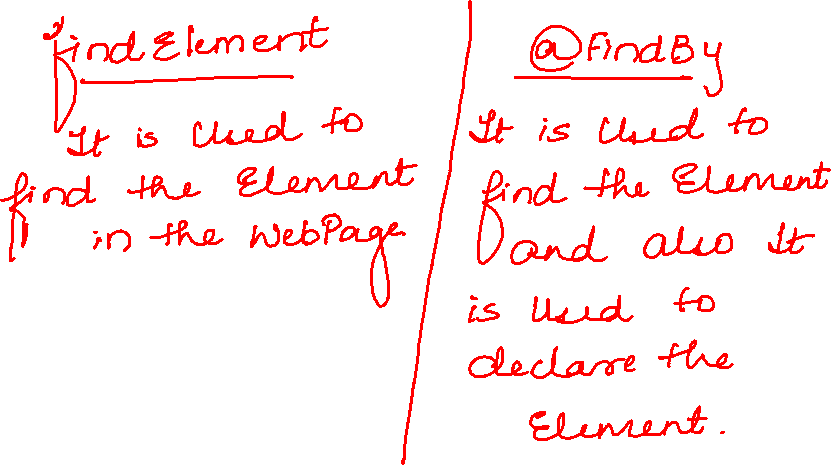 findElement
It is used to
find the Element
in the WebPage
@FindBy
It is used to
find the Element
and also It
is used to
declare the
Element.